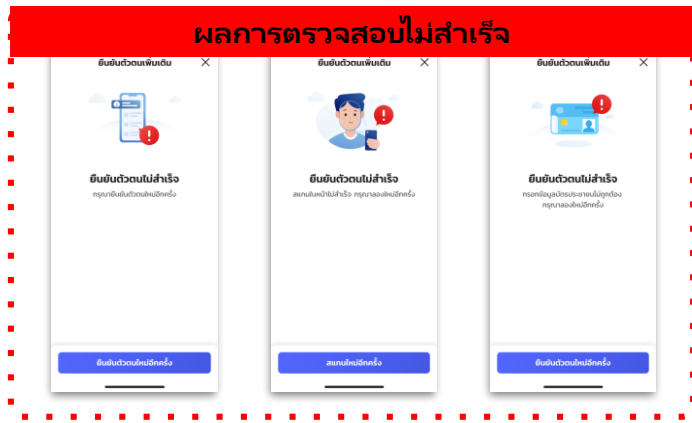 ผลการตรวจสอบไม่สำเร็จ
ยืนยันตัวตนเพิ่มเติม
ยืนยันตัวตนไม่สำเร็จ
กรุณายืนยันตัวตนใหม่อีกครั้ง
ยืนยันตัวตนใหม่อีกครั้ง
ยืนยันตัวตนเพิ่มเติม
ยืนยันตัวตนไม่สำเร็จ
สแกนใบหน้าไม่สำเร็จ กรุณาลองใหม่อีกครั้ง
สแกนใหม่อีกครั้ง
ยืนยันตัวตนเพิ่มเติม
ยืนยันตัวตนไม่สำเร็จ
กรอกข้อมูลบัตรประชาชนไม่ถูกต้อง
กรุณาลองใหม่อีกครั้ง
ยืนยันตัวตนใหม่อีกครั้ง